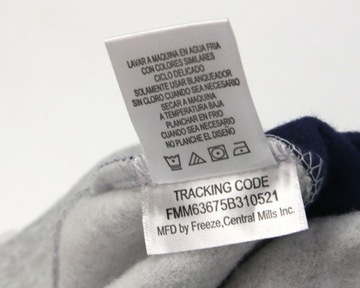 LAVAR A MAQUINA EN AGUA FRIA
CON COLORES SIMILARES
CICLO DELICADO
SOLAMENTE USAR BLANQUEADOR
SIN CLORO CUANDO SEA NECESARIO
SECAR A MAQUINA
A TEMPERATURA BAJA
PLANCHAR EN FRIO
CUANDO SEA NECESARIO
NO PLANCHE EL DISEÑO
TRACKING CODE
FMM63675B310521
MFD by Freeze,Central Mills Inc.